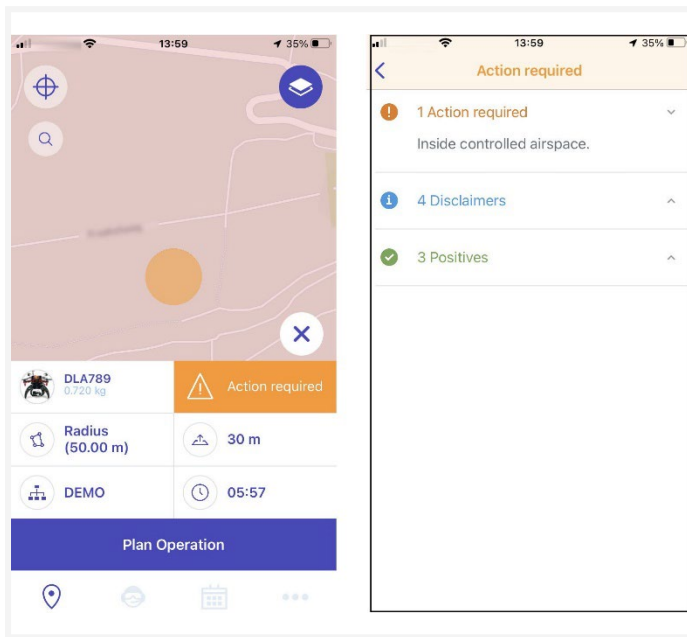 13:59
35%
DLA789
0.720 kg
Action required
Radius
(50.00 m)
30 m
DEMO
05:57
Plan Operation
13:59
35%
Action required
1 Action required
Inside controlled airspace.
4 Disclaimers
3 Positives